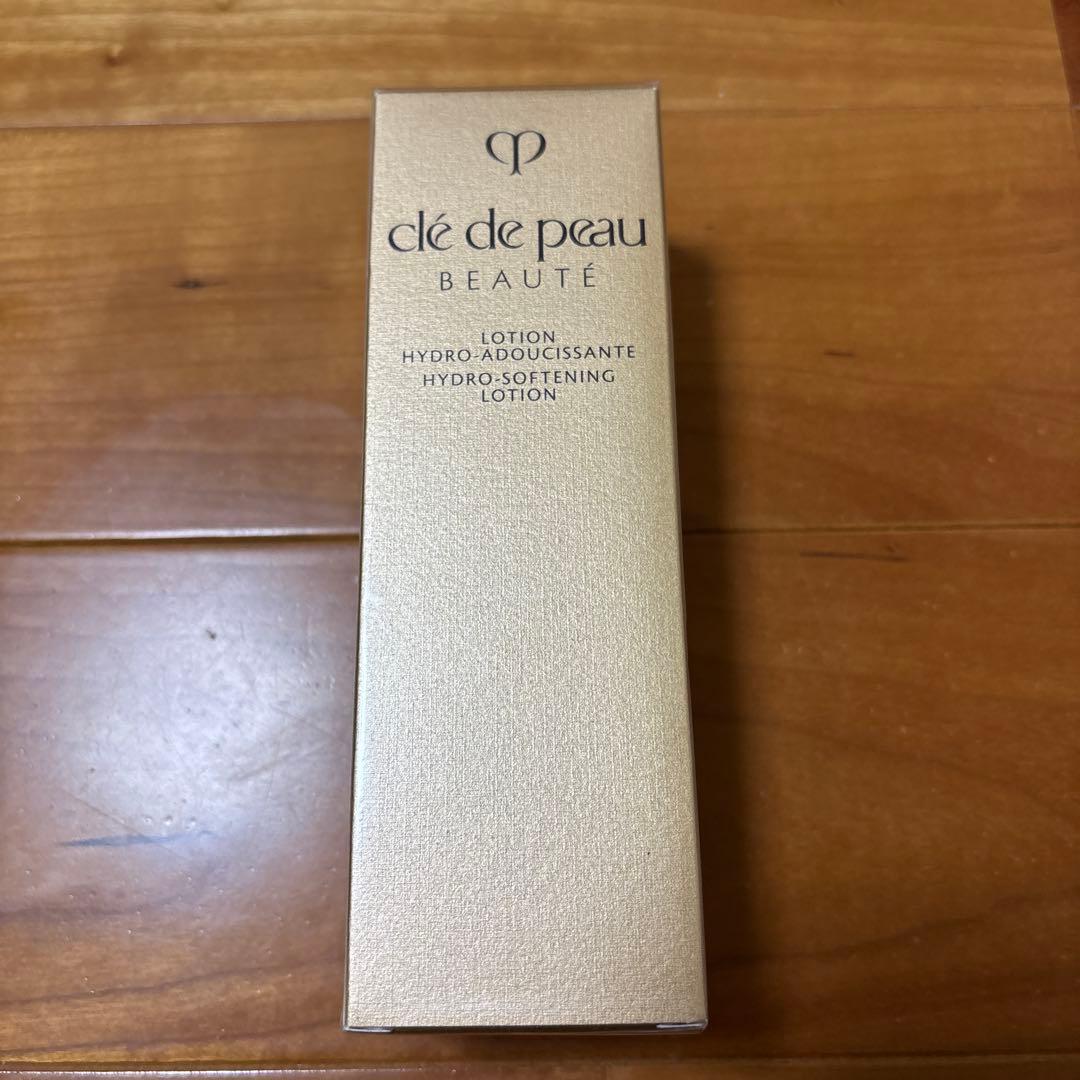 clé de peau
BEAUTÉ
LOTION
HYDRO-ADOUCISSANTE
HYDRO-SOFTENING
LOTION